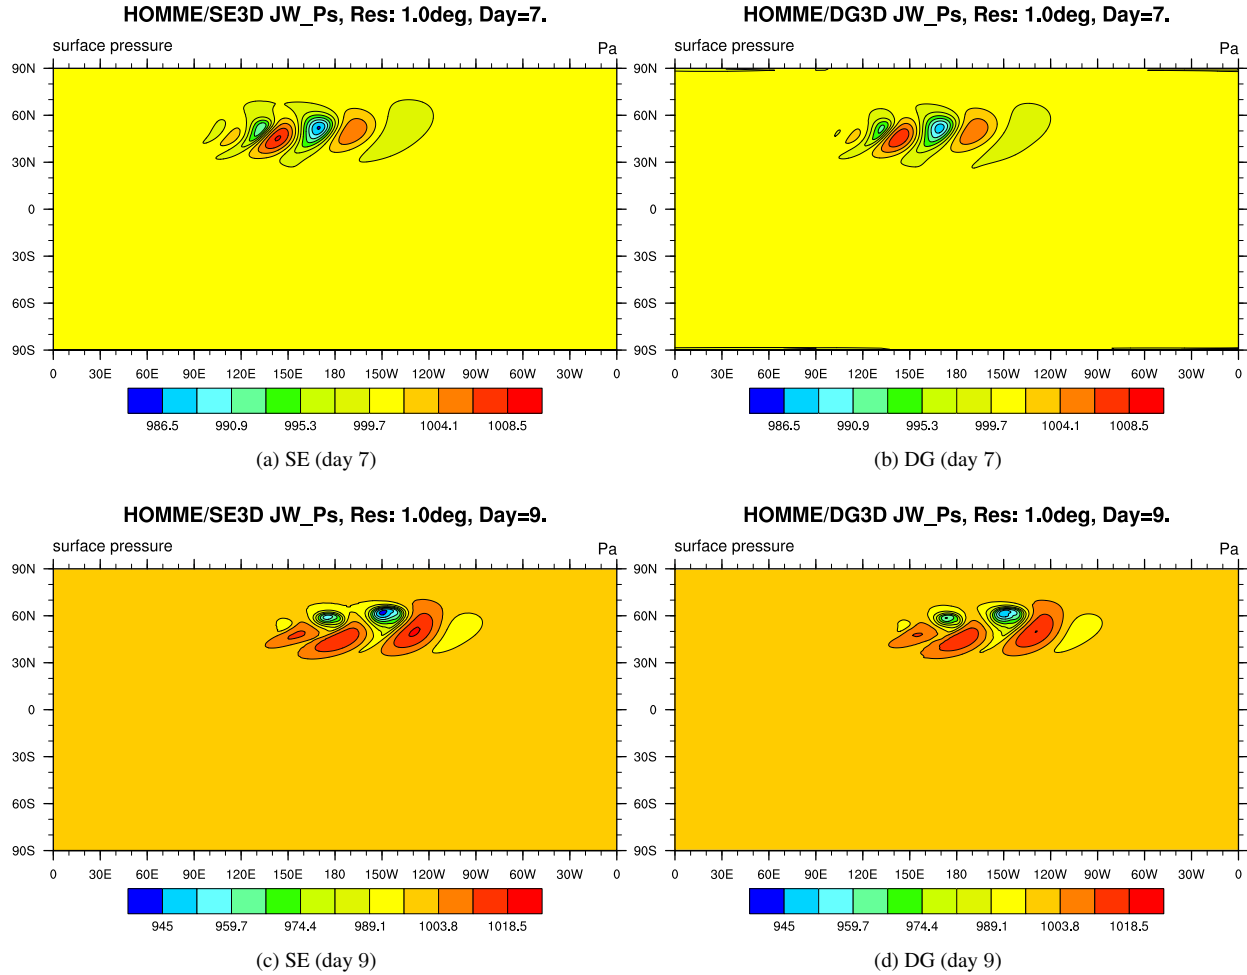 HOMME/SE3D JW_Ps, Res: 1.0deg, Day=7.
surface pressure Pa
90N
60N
30N
0
30S
60S
90S
0 30E 60E 90E 120E 150E 180 150W 120W 90W 60W 30W 0
986.5 990.9 995.3 999.7 1004.1 1008.5
(a) SE (day 7)
HOMME/DG3D JW_Ps, Res: 1.0deg, Day=7.
surface pressure Pa
90N
60N
30N
0
30S
60S
90S
0 30E 60E 90E 120E 150E 180 150W 120W 90W 60W 30W 0
986.5 990.9 995.3 999.7 1004.1 1008.5
(b) DG (day 7)
HOMME/SE3D JW_Ps, Res: 1.0deg, Day=9.
surface pressure Pa
90N
60N
30N
0
30S
60S
90S
0 30E 60E 90E 120E 150E 180 150W 120W 90W 60W 30W 0
945 959.7 974.4 989.1 1003.8 1018.5
(c) SE (day 9)
HOMME/DG3D JW_Ps, Res: 1.0deg, Day=9.
surface pressure Pa
90N
60N
30N
0
30S
60S
90S
0 30E 60E 90E 120E 150E 180 150W 120W 90W 60W 30W 0
945 959.7 974.4 989.1 1003.8 1018.5
(d) DG (day 9)